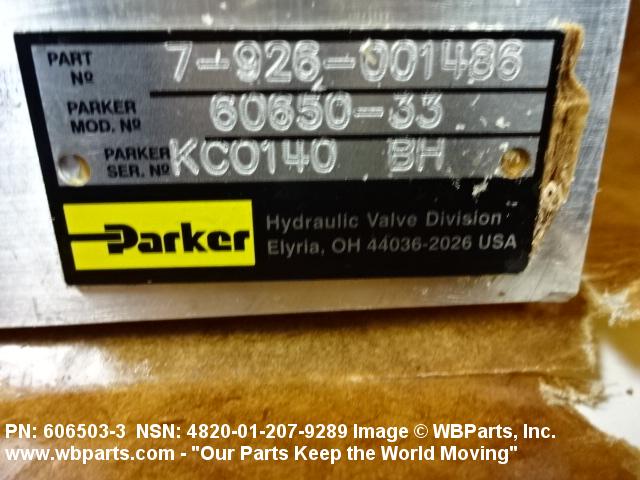 PART
Nº
7-926-001486
PARKER
MOD. Nº
60650-33
PARKER
SER. Nº
KC0140 BH
Parker
Hydraulic Valve Division
Elyria, OH 44036-2026 USA
PN: 606503-3 NSN: 4820-01-207-9289 Image © WBParts, Inc.
www.wbparts.com - "Our Parts Keep the World Moving"